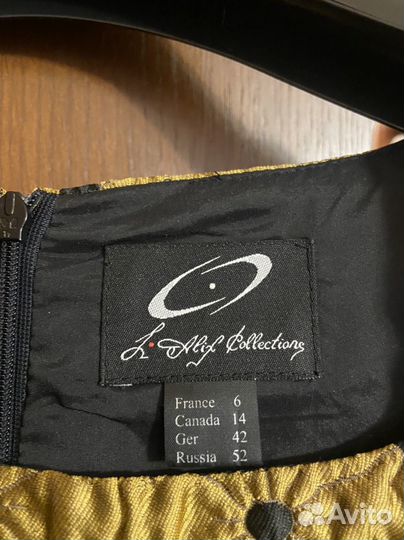 L. Alif Collections
France 6
Canada 14
Ger 42
Russia 52
Avito